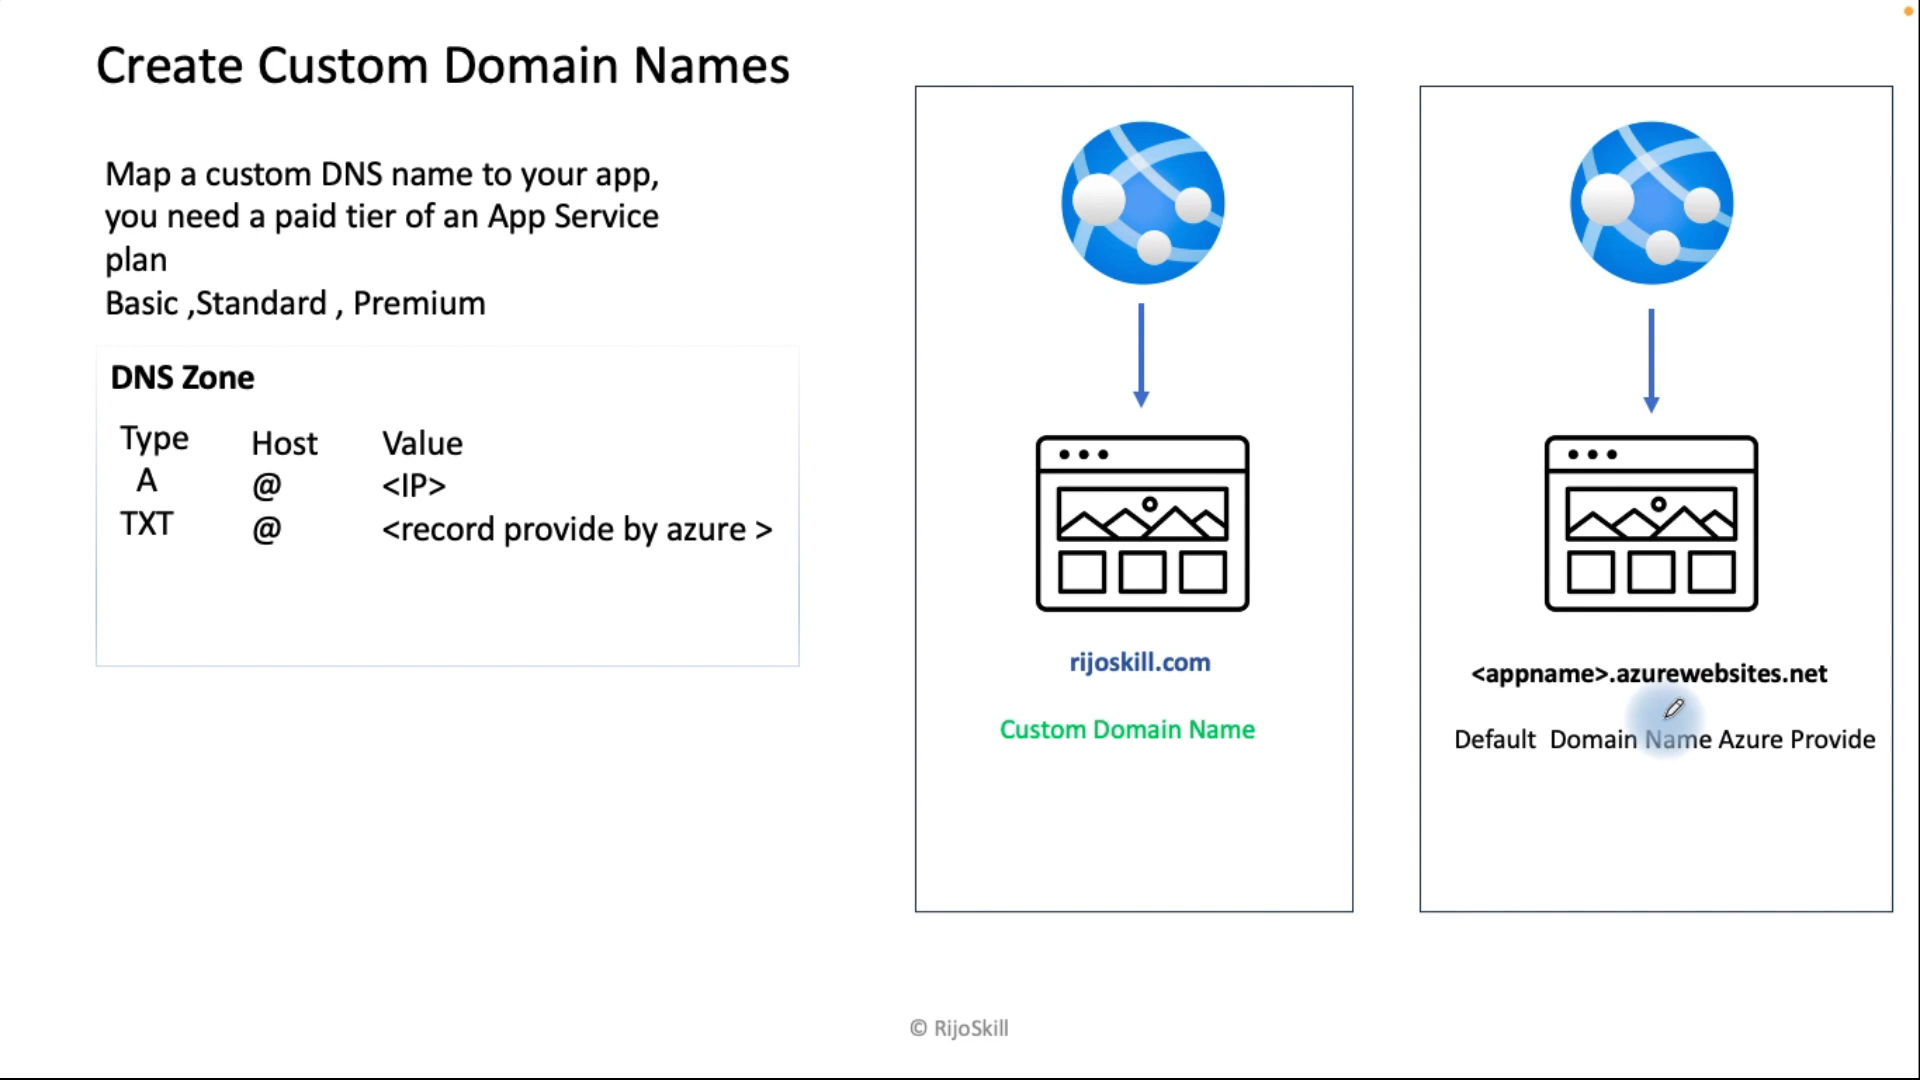 Create Custom Domain Names
Map a custom DNS name to your app,
you need a paid tier of an App Service
plan
Basic ,Standard , Premium
DNS Zone
Type Host Value
A @ <IP>
TXT @ <record provide by azure >
rijoskill.com
Custom Domain Name
<appname>.azurewebsites.net
Default Domain Name Azure Provide
© RijoSkill